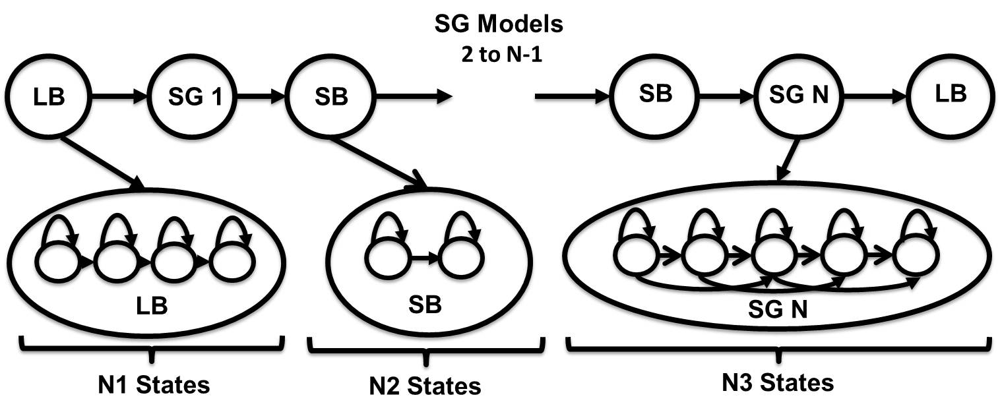 SG Models
2 to N-1
LB
SG 1
SB
SB
SG N
LB
LB
SB
SG N
N1 States
N2 States
N3 States